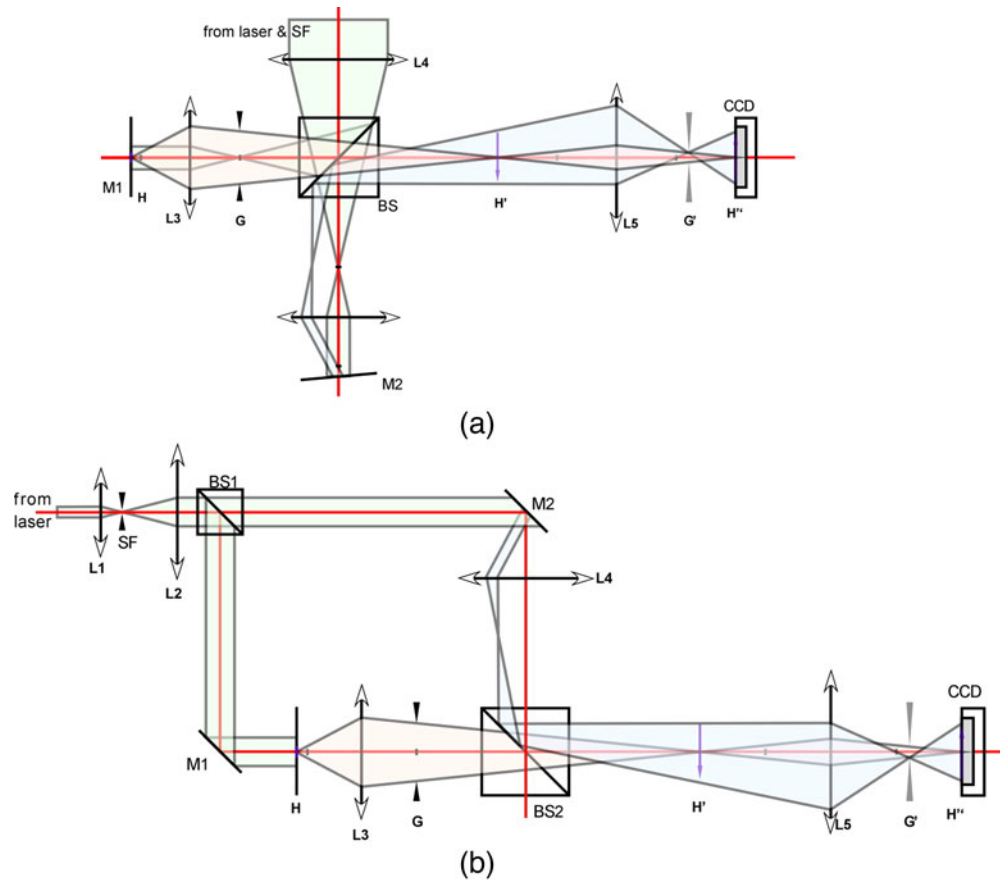 from laser & SF
L4
CCD
M1
H
L3
G
BS
H'
L5
G'
H'‘
M2
(a)
from
laser
L1
SF
L2
BS1
M2
L4
M1
H
L3
G
BS2
H'
L5
G'
CCD
H'‘
(b)